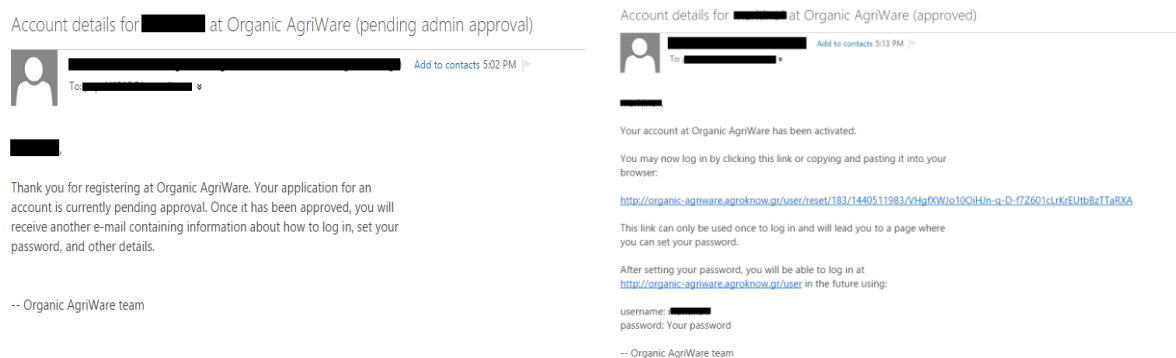 Account details for at Organic AgriWare (pending admin approval)
Add to contacts 5:02 PM
To:
,
Thank you for registering at Organic AgriWare. Your application for an
account is currently pending approval. Once it has been approved, you will
receive another e-mail containing information about how to log in, set your
password, and other details.
-- Organic AgriWare team
Account details for at Organic AgriWare (approved)
Add to contacts 5:13 PM
To:
,
Your account at Organic AgriWare has been activated.
You may now log in by clicking this link or copying and pasting it into your
browser:
http://organic-agriware.agroknow.gr/user/reset/183/1440511983/VHgfXWJo10OiHJn-q-D-f7Z601cLrKrEUtbBzTTaRXA
This link can only be used once to log in and will lead you to a page where
you can set your password.
After setting your password, you will be able to log in at
http://organic-agriware.agroknow.gr/user in the future using:
username:
password: Your password
-- Organic AgriWare team